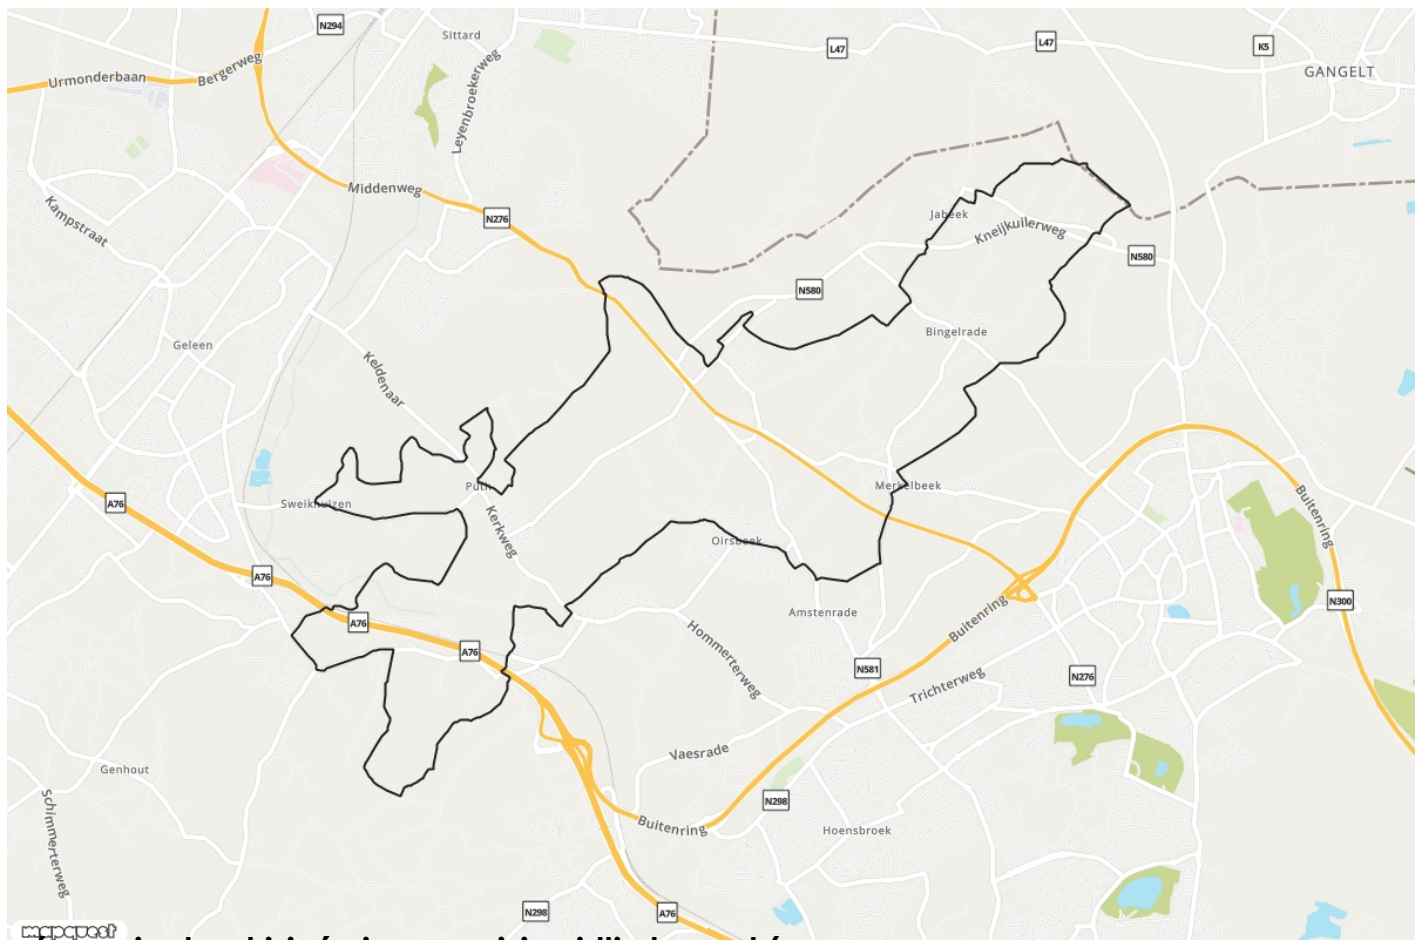 N294
Sittard
L47
L47
K5
GANGELT
Urmonderbaan
Bergerweg
Leyenbroekerweg
Middenweg
N276
Kampstraat
Jabeek
Kneijkuilerweg
N580
N580
Bingelrade
Geleen
Keldenaar
Merkelbeek
Puth
Sweikhuizen
A76
Kerkweg
Oirsbeek
Buitenring
A76
A76
Amstenrade
Buitenring
N300
A76
Hommerterweg
N581
Trichterweg
N276
Vaesrade
Genhout
Schimmerterweg
N298
Buitenring
Hoensbroek
N298
A76
mapquest